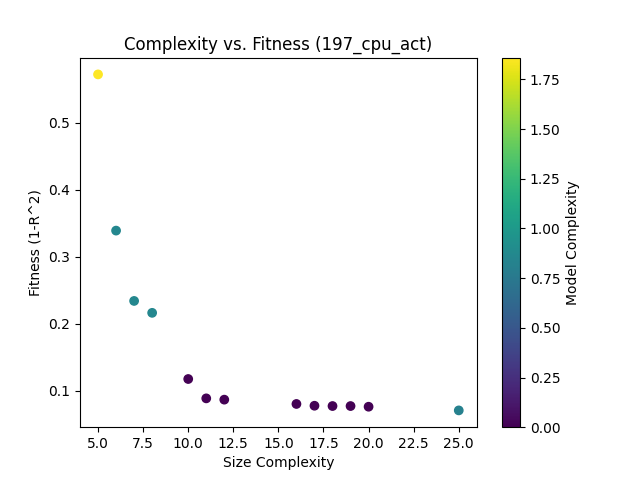 Complexity vs. Fitness (197_cpu_act)
Fitness (1-R^2)
0.5
0.4
0.3
0.2
0.1
5.0 7.5 10.0 12.5 15.0 17.5 20.0 22.5 25.0
Size Complexity
1.75
1.50
1.25
1.00
0.75
0.50
0.25
0.00
Model Complexity